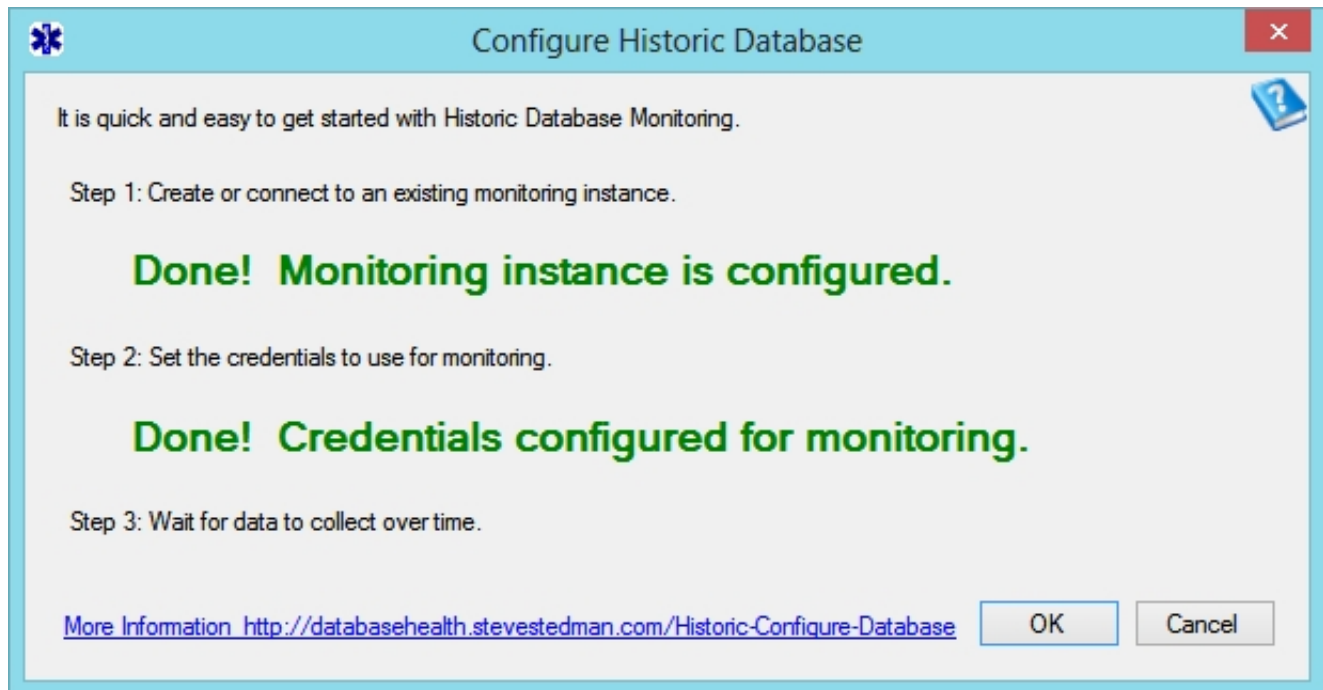 Configure Historic Database
It is quick and easy to get started with Historic Database Monitoring.
Step 1: Create or connect to an existing monitoring instance.
Done! Monitoring instance is configured.
Step 2: Set the credentials to use for monitoring.
Done! Credentials configured for monitoring.
Step 3: Wait for data to collect over time.
More Information http://databasehealth.stevestedman.com/Historic-Configure-Database
OK
Cancel